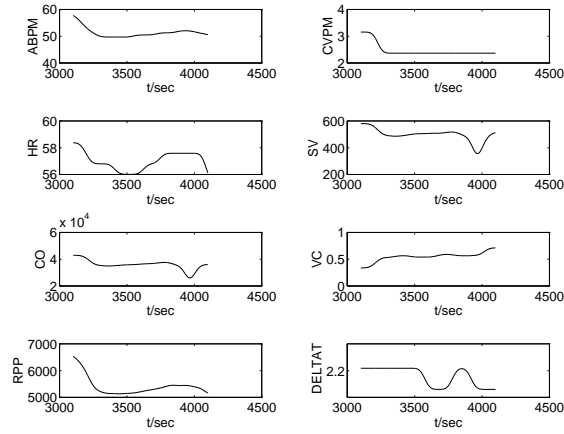 60
50
40
ABPM
3000 3500 4000 4500
t/sec
4
3
2
CVPM
3000 3500 4000 4500
t/sec
60
58
56
HR
3000 3500 4000 4500
t/sec
600
400
200
SV
3000 3500 4000 4500
t/sec
x 10^4
6
4
2
CO
3000 3500 4000 4500
t/sec
1
0.5
0
VC
3000 3500 4000 4500
t/sec
7000
6000
5000
RPP
3000 3500 4000 4500
t/sec
2.2
DELTAT
3000 3500 4000 4500
t/sec